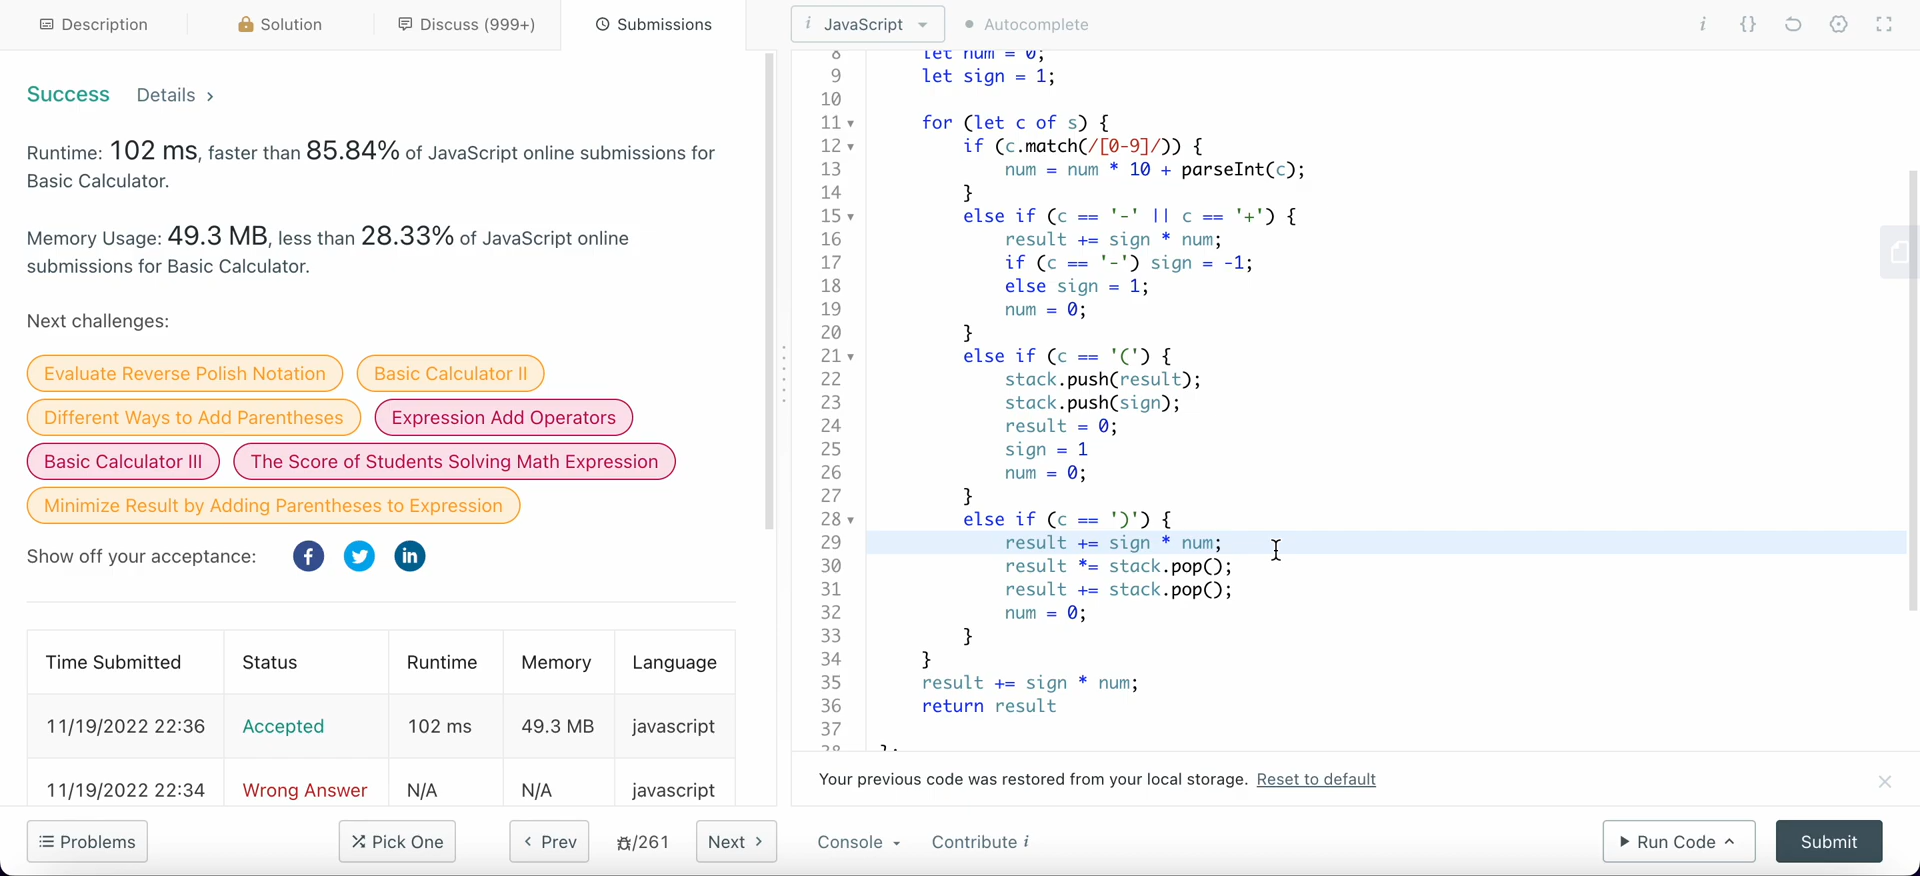 Description
Solution
Discuss (999+)
Submissions
Success
Details
Runtime: 102 ms, faster than 85.84% of JavaScript online submissions for
Basic Calculator.
Memory Usage: 49.3 MB, less than 28.33% of JavaScript online
submissions for Basic Calculator.
Next challenges:
Evaluate Reverse Polish Notation
Basic Calculator II
Different Ways to Add Parentheses
Expression Add Operators
Basic Calculator III
The Score of Students Solving Math Expression
Minimize Result by Adding Parentheses to Expression
Show off your acceptance:
Time Submitted Status Runtime Memory Language
11/19/2022 22:36 Accepted 102 ms 49.3 MB javascript
11/19/2022 22:34 Wrong Answer N/A N/A javascript
Problems
Pick One
Prev
/261
Next
i JavaScript
Autocomplete
i {}
8 let num = 0;
9 let sign = 1;
10
11 for (let c of s) {
12 if (c.match(/[0-9]/)) {
13 num = num * 10 + parseInt(c);
14 }
15 else if (c == '-' || c == '+') {
16 result += sign * num;
17 if (c == '-') sign = -1;
18 else sign = 1;
19 num = 0;
20 }
21 else if (c == '(') {
22 stack.push(result);
23 stack.push(sign);
24 result = 0;
25 sign = 1
26 num = 0;
27 }
28 else if (c == ')') {
29 result += sign * num;
30 result *= stack.pop();
31 result += stack.pop();
32 num = 0;
33 }
34 }
35 result += sign * num;
36 return result
37
38 };
Your previous code was restored from your local storage. Reset to default
Console
Contribute i
Run Code
Submit